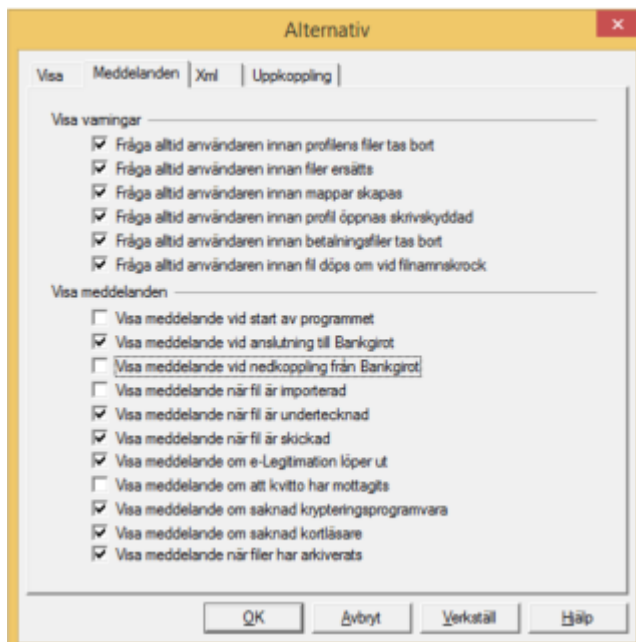 Alternativ
Visa
Meddelanden
Xml
Uppkoppling
Visa varningar
Fråga alltid användaren innan profilens filer tas bort
Fråga alltid användaren innan filer ersätts
Fråga alltid användaren innan mappar skapas
Fråga alltid användaren innan profil öppnas skrivskyddad
Fråga alltid användaren innan betalningsfiler tas bort
Fråga alltid användaren innan fil döps om vid filnamnskrock
Visa meddelanden
Visa meddelande vid start av programmet
Visa meddelande vid anslutning till Bankgirot
Visa meddelande vid nedkoppling från Bankgirot
Visa meddelande när fil är importerad
Visa meddelande när fil är undertecknad
Visa meddelande när fil är skickad
Visa meddelande om e-Legitimation löper ut
Visa meddelande om att kvitto har mottagits
Visa meddelande om saknad krypteringsprogramvara
Visa meddelande om saknad kortläsare
Visa meddelande när filer har arkiverats
OK
Avbryt
Verkställ
Hjälp